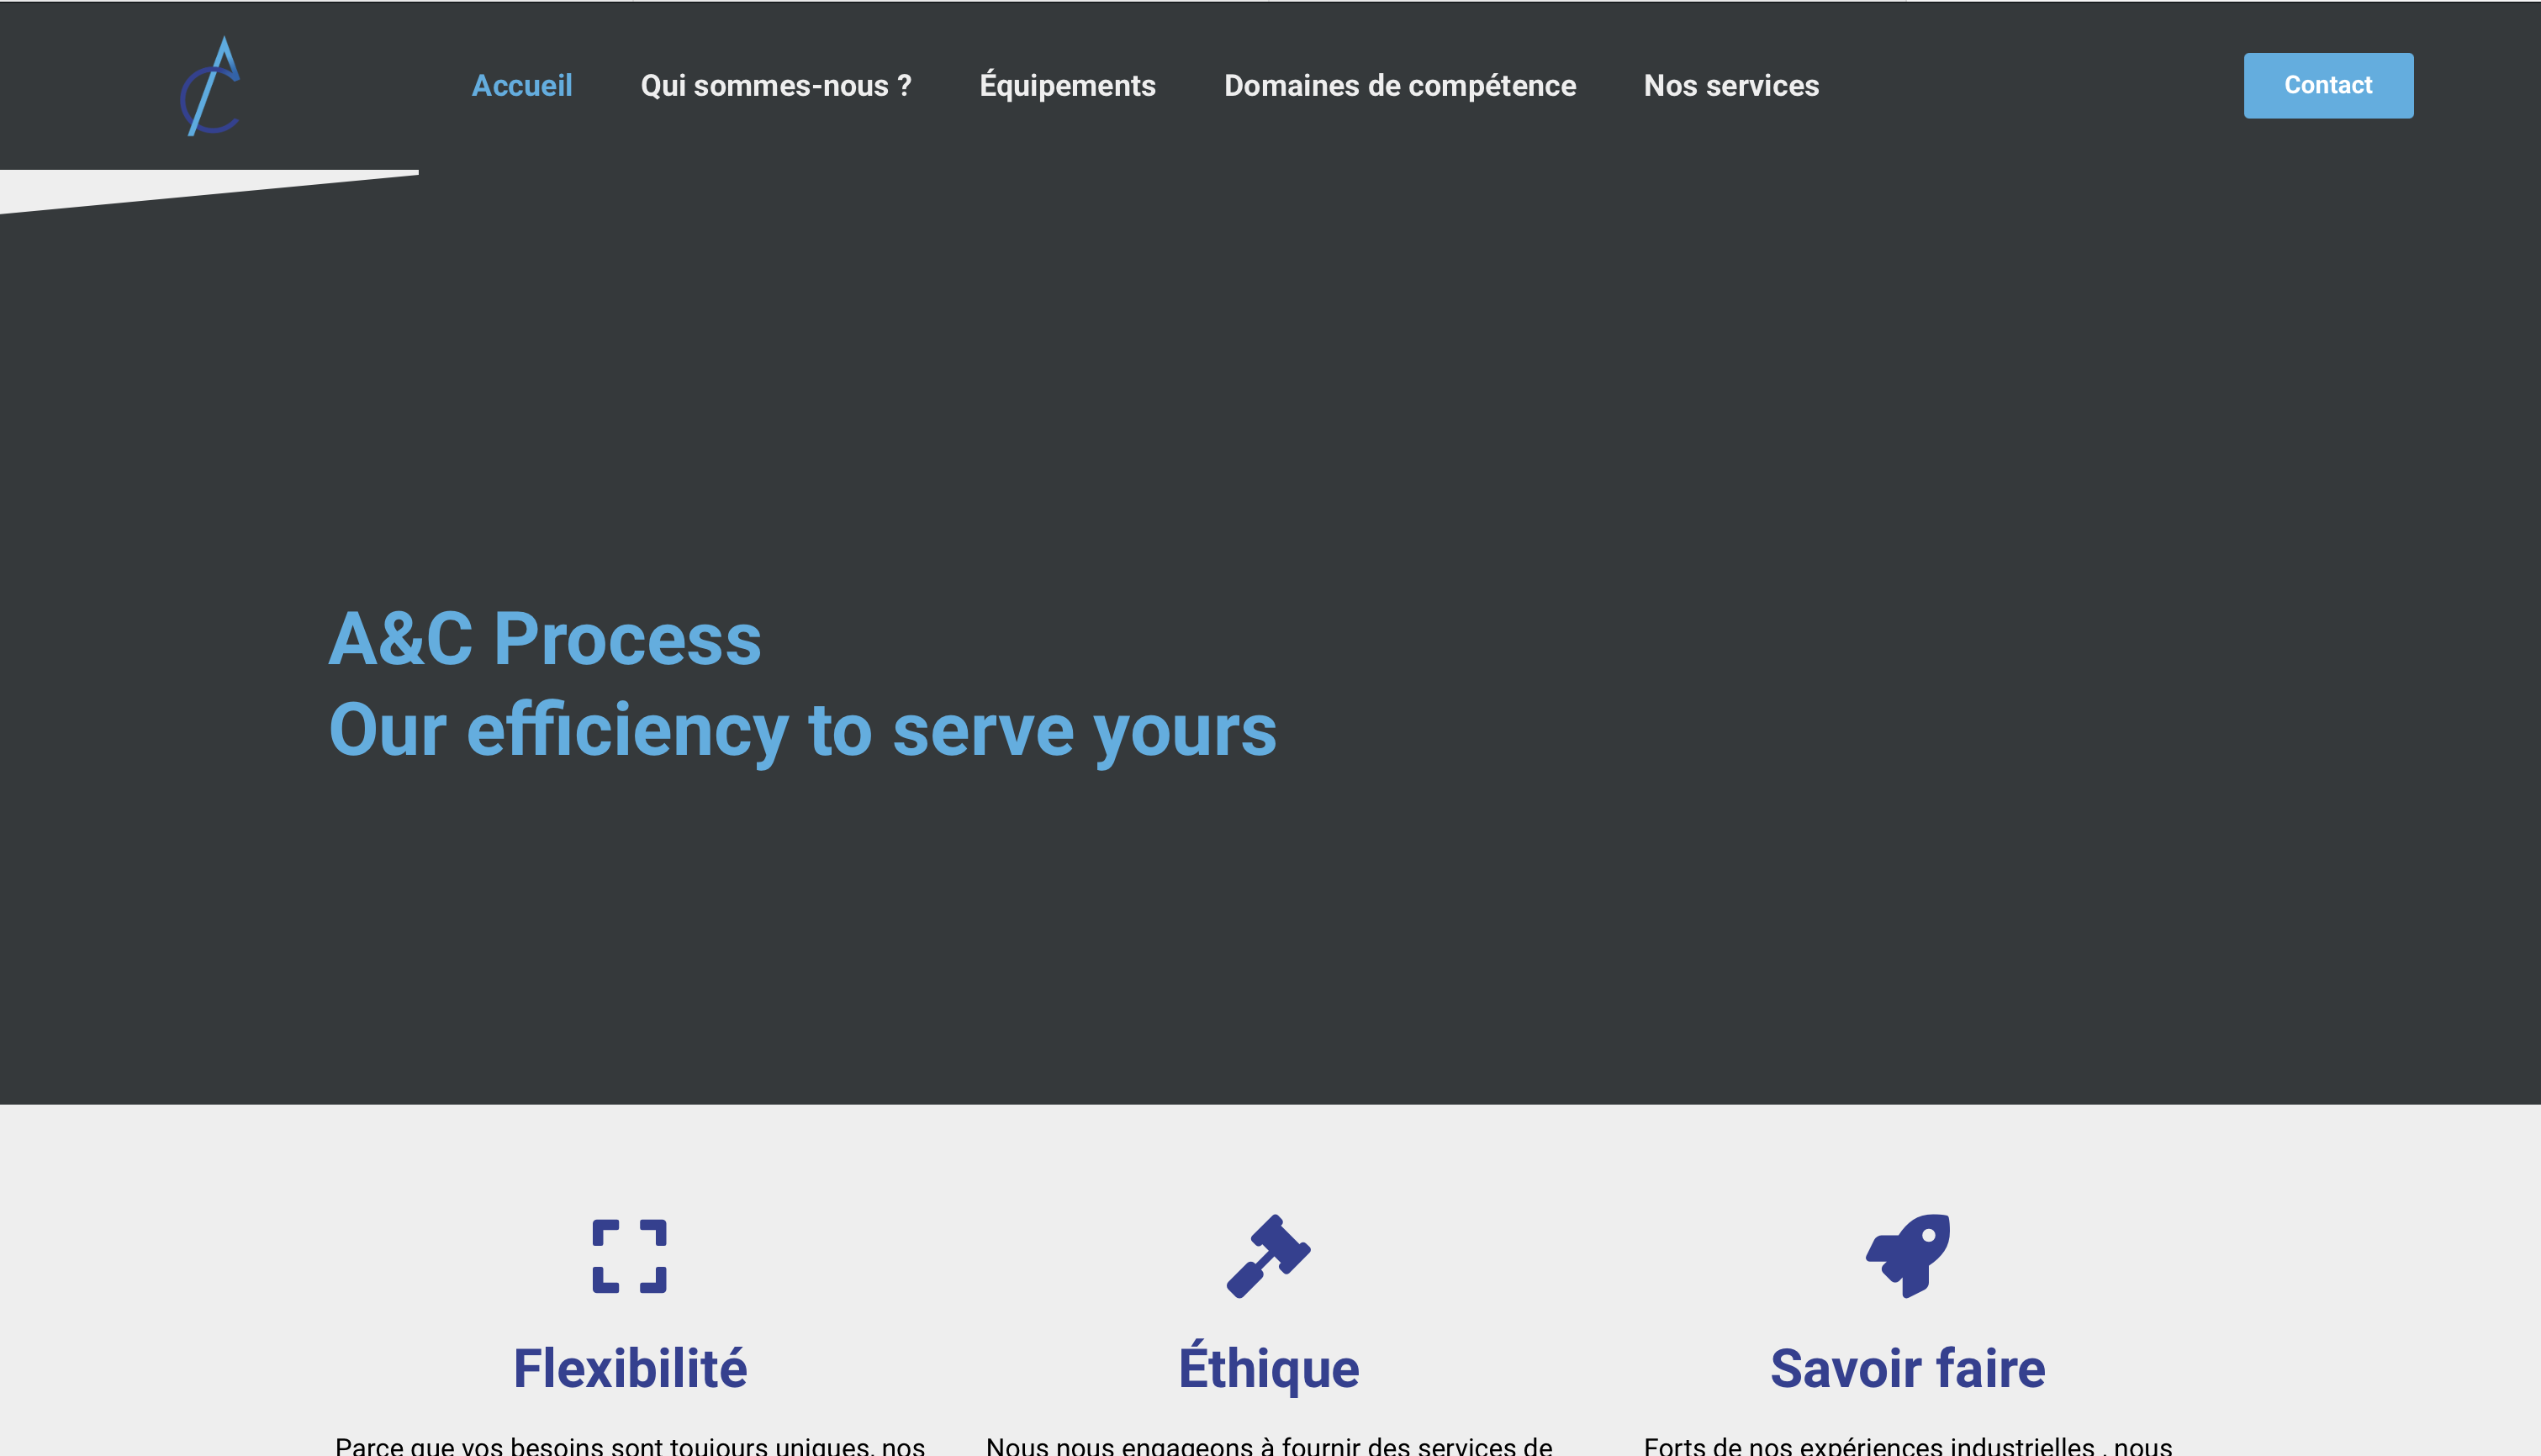 Accueil
Qui sommes-nous ?
Équipements
Domaines de compétence
Nos services
Contact
A&C Process
Our efficiency to serve yours
Flexibilité
Éthique
Savoir faire
Parce que vos besoins sont toujours uniques, nos
Nous nous engageons à fournir des services de
Forts de nos expériences industrielles , nous